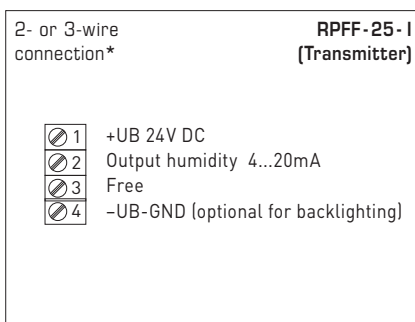 2- or 3-wire RPFF-25-I
connection* (Transmitter)
1 +UB 24V DC
2 Output humidity 4...20mA
3 Free
4 –UB-GND (optional for backlighting)